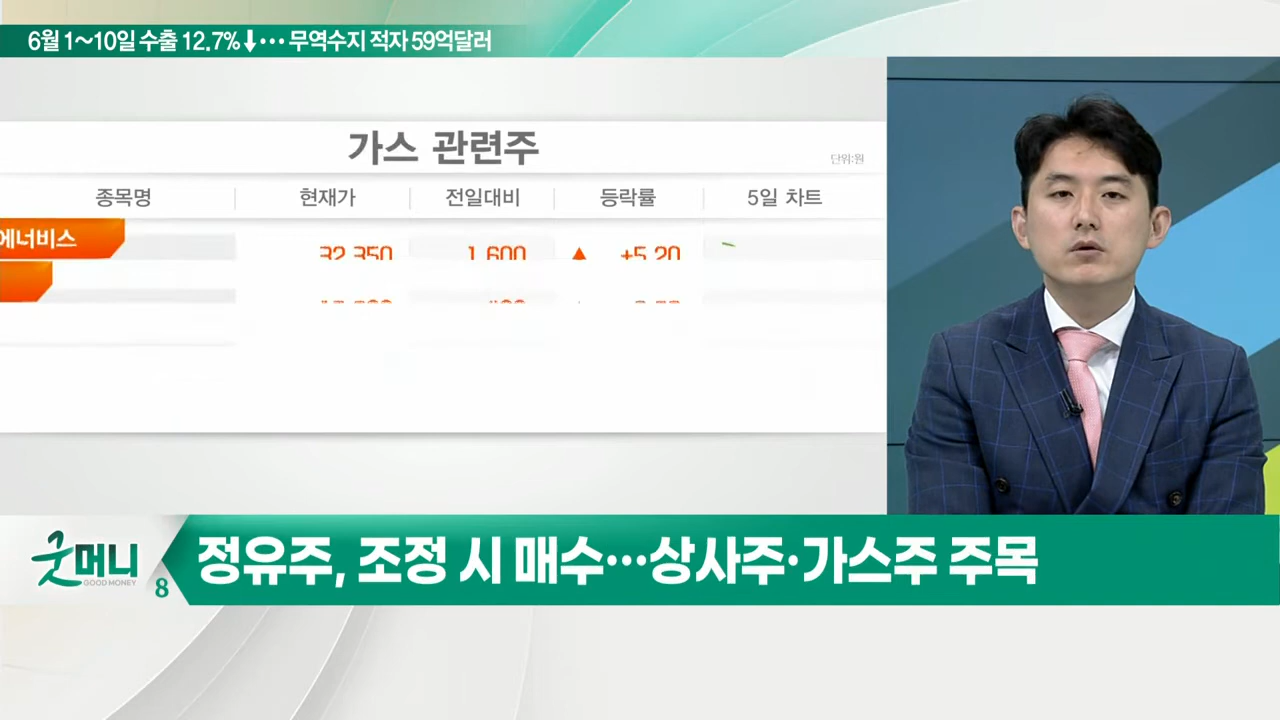 6월 1~10일 수출 12.7%⬇… 무역수지 적자 59억달러
가스 관련주
단위:원
종목명 현재가 전일대비 등락률 5일 차트
에너비스 32,350 1,600 ▲ +5.20
굿머니
GOOD MONEY
8
정유주, 조정 시 매수…상사주·가스주 주목